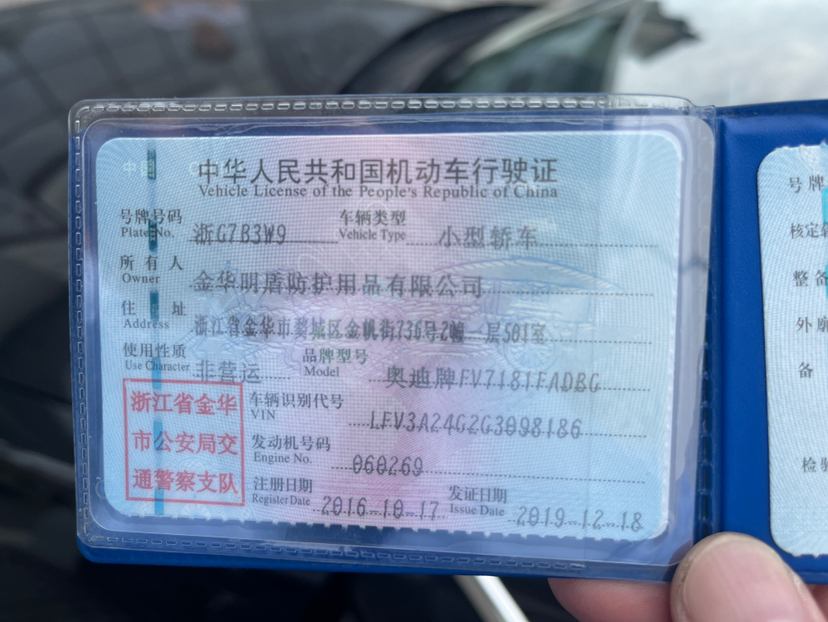 中华人民共和国机动车行驶证
Vehicle License of the People's Republic of China
号牌号码 浙G7B3W9 车辆类型 小型轿车
Plate No. Vehicle Type
所有人 金华明盾防护用品有限公司
Owner
住址 浙江省金华市婺城区金帆街736号2幢一层501室
Address
使用性质 非营运 品牌型号 奥迪牌FV7181FADBG
Use Character Model
浙江省金华
市公安局交
通警察支队
车辆识别代号 LFV3A24G2G3098186
VIN
发动机号码 060269
Engine No.
注册日期 2016-10-17 发证日期 2019-12-18
Register Date Issue Date
号牌
核定
整备
外廓
备
检验